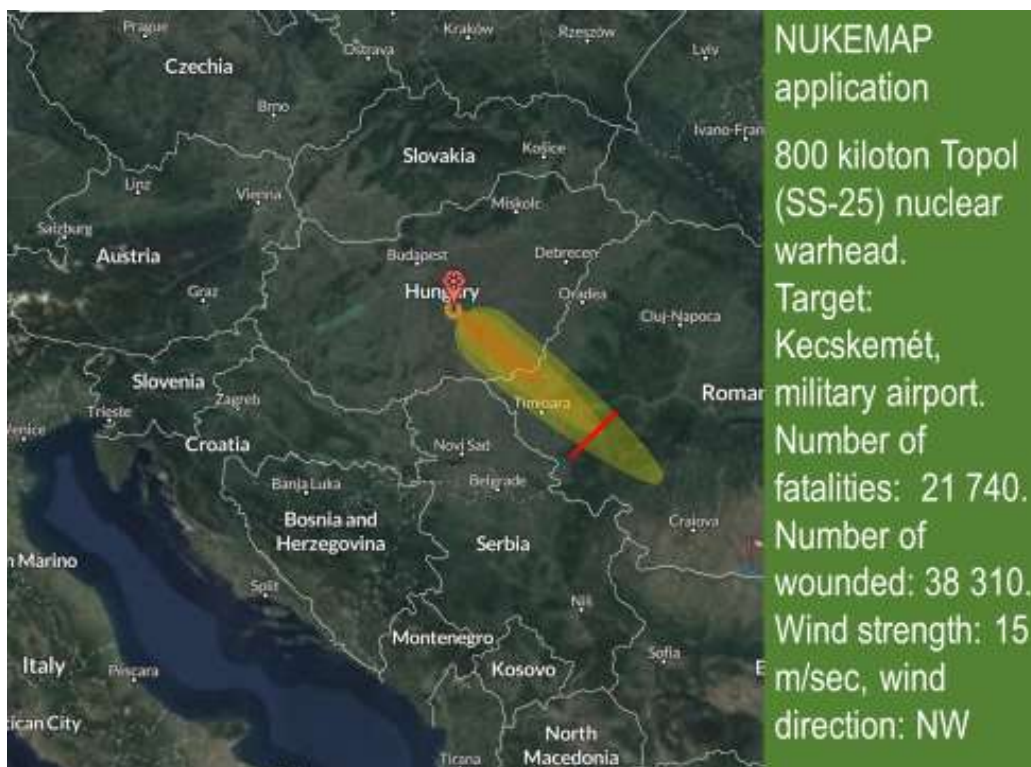 Prague
Kraków
Rzeszów
Ostrava
Lviv
Czechia
Brno
Ivano-Fran
Slovakia
Košice
Linz
Vienna
Miskolc
Salzburg
Austria
Budapest
Debrecen
Graz
Hungary
Oradea
Cluj-Napoca
Slovenia
Zagreb
Timișoara
Romar
Trieste
Venice
Croatia
Novi Sad
Banja Luka
Belgrade
Bosnia and
Herzegovina
Serbia
Craiova
n Marino
Split
Niš
Montenegro
Sofia
Italy
Pescara
Kosovo
ican City
North
Macedonia
Tirana
NUKEMAP
application
800 kiloton Topol
(SS-25) nuclear
warhead.
Target:
Kecskemét,
military airport.
Number of
fatalities: 21 740.
Number of
wounded: 38 310.
Wind strength: 15
m/sec, wind
direction: NW